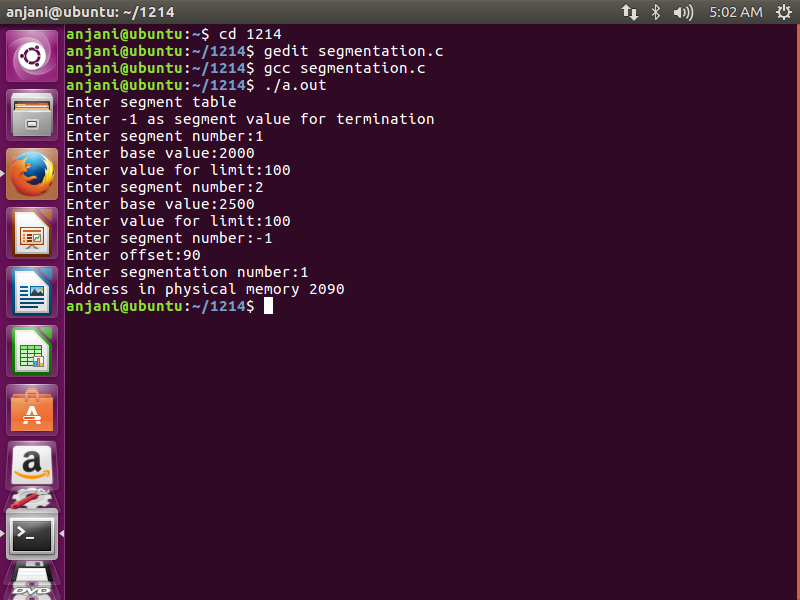 anjani@ubuntu: ~/1214
5:02 AM
anjani@ubuntu:~$ cd 1214
anjani@ubuntu:~/1214$ gedit segmentation.c
anjani@ubuntu:~/1214$ gcc segmentation.c
anjani@ubuntu:~/1214$ ./a.out
Enter segment table
Enter -1 as segment value for termination
Enter segment number:1
Enter base value:2000
Enter value for limit:100
Enter segment number:2
Enter base value:2500
Enter value for limit:100
Enter segment number:-1
Enter offset:90
Enter segmentation number:1
Address in physical memory 2090
anjani@ubuntu:~/1214$
A
a
>_
DVD